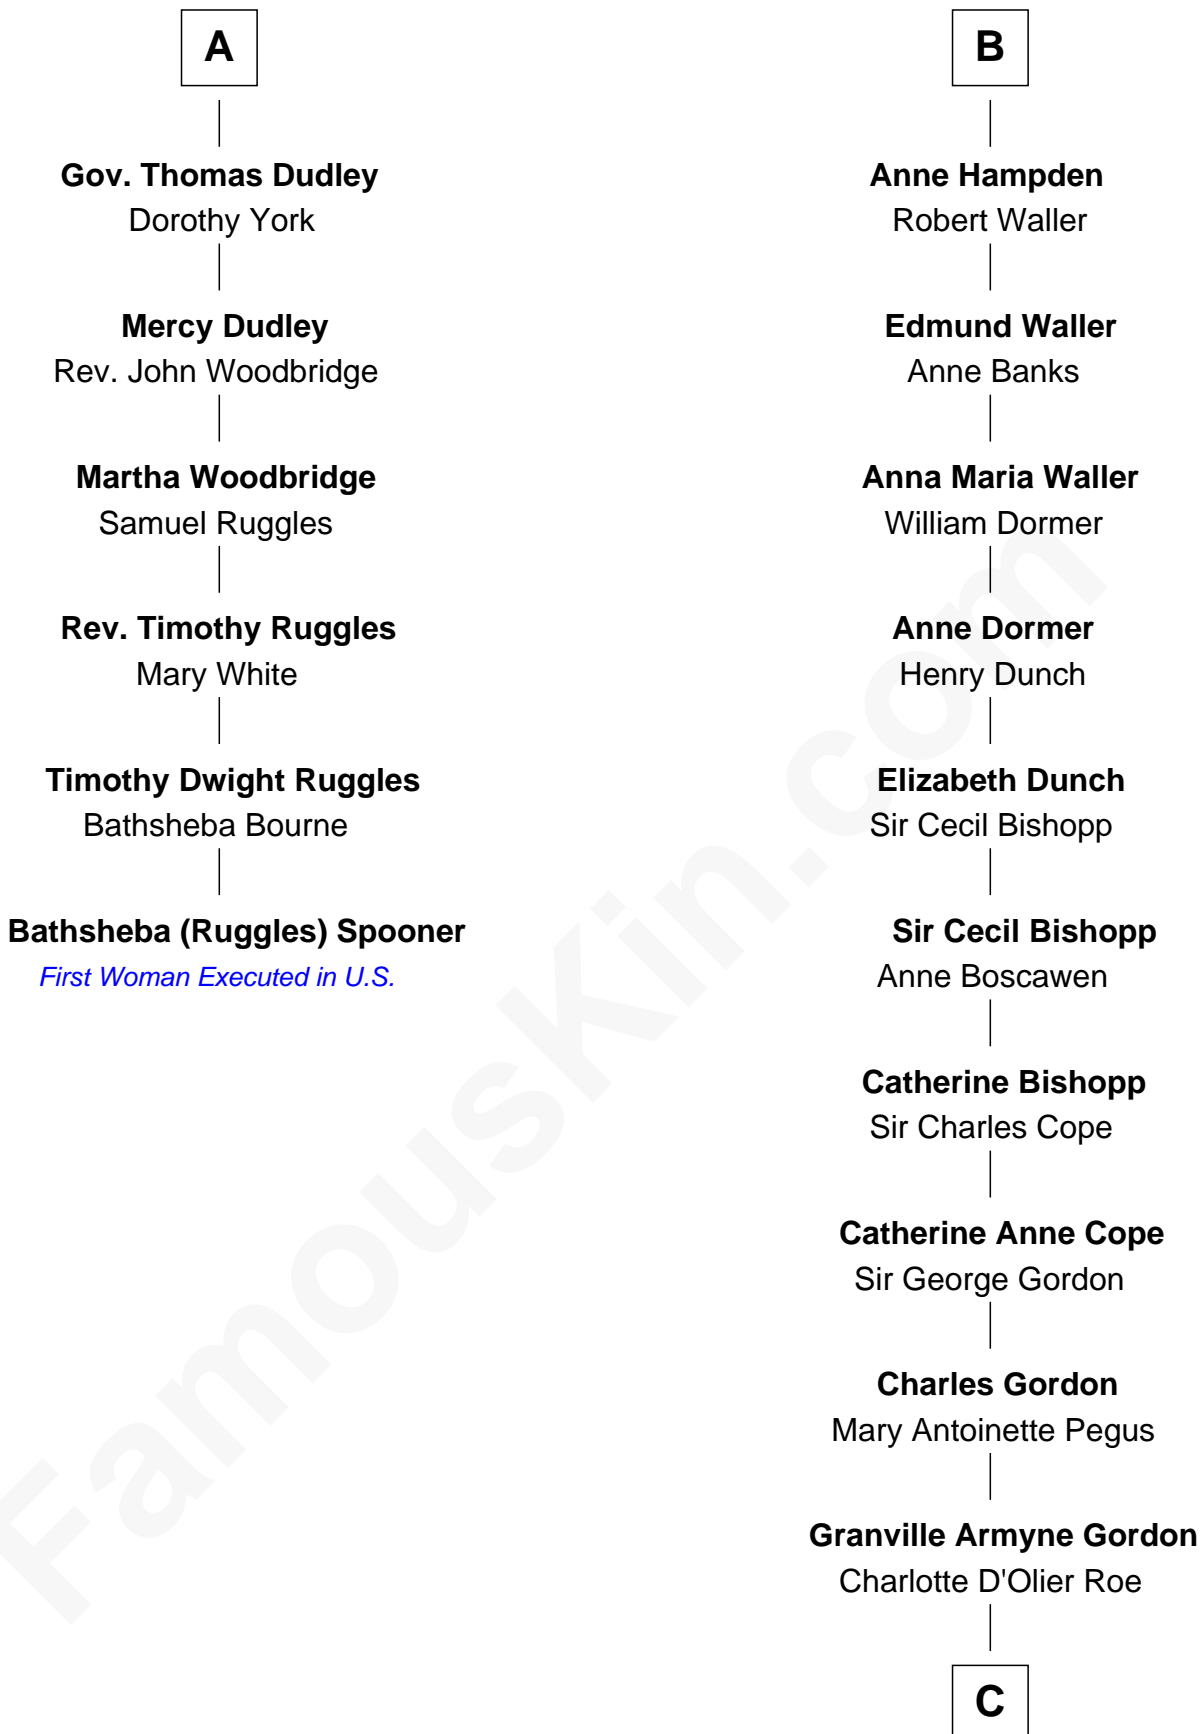 A
Gov. Thomas Dudley
Dorothy York
Mercy Dudley
Rev. John Woodbridge
Martha Woodbridge
Samuel Ruggles
Rev. Timothy Ruggles
Mary White
Timothy Dwight Ruggles
Bathsheba Bourne
Bathsheba (Ruggles) Spooner
First Woman Executed in U.S.
B
Anne Hampden
Robert Waller
Edmund Waller
Anne Banks
Anna Maria Waller
William Dormer
Anne Dormer
Henry Dunch
Elizabeth Dunch
Sir Cecil Bishopp
Sir Cecil Bishopp
Anne Boscawen
Catherine Bishopp
Sir Charles Cope
Catherine Anne Cope
Sir George Gordon
Charles Gordon
Mary Antoinette Pegus
Granville Armyne Gordon
Charlotte D'Olier Roe
C
FamousKin.com